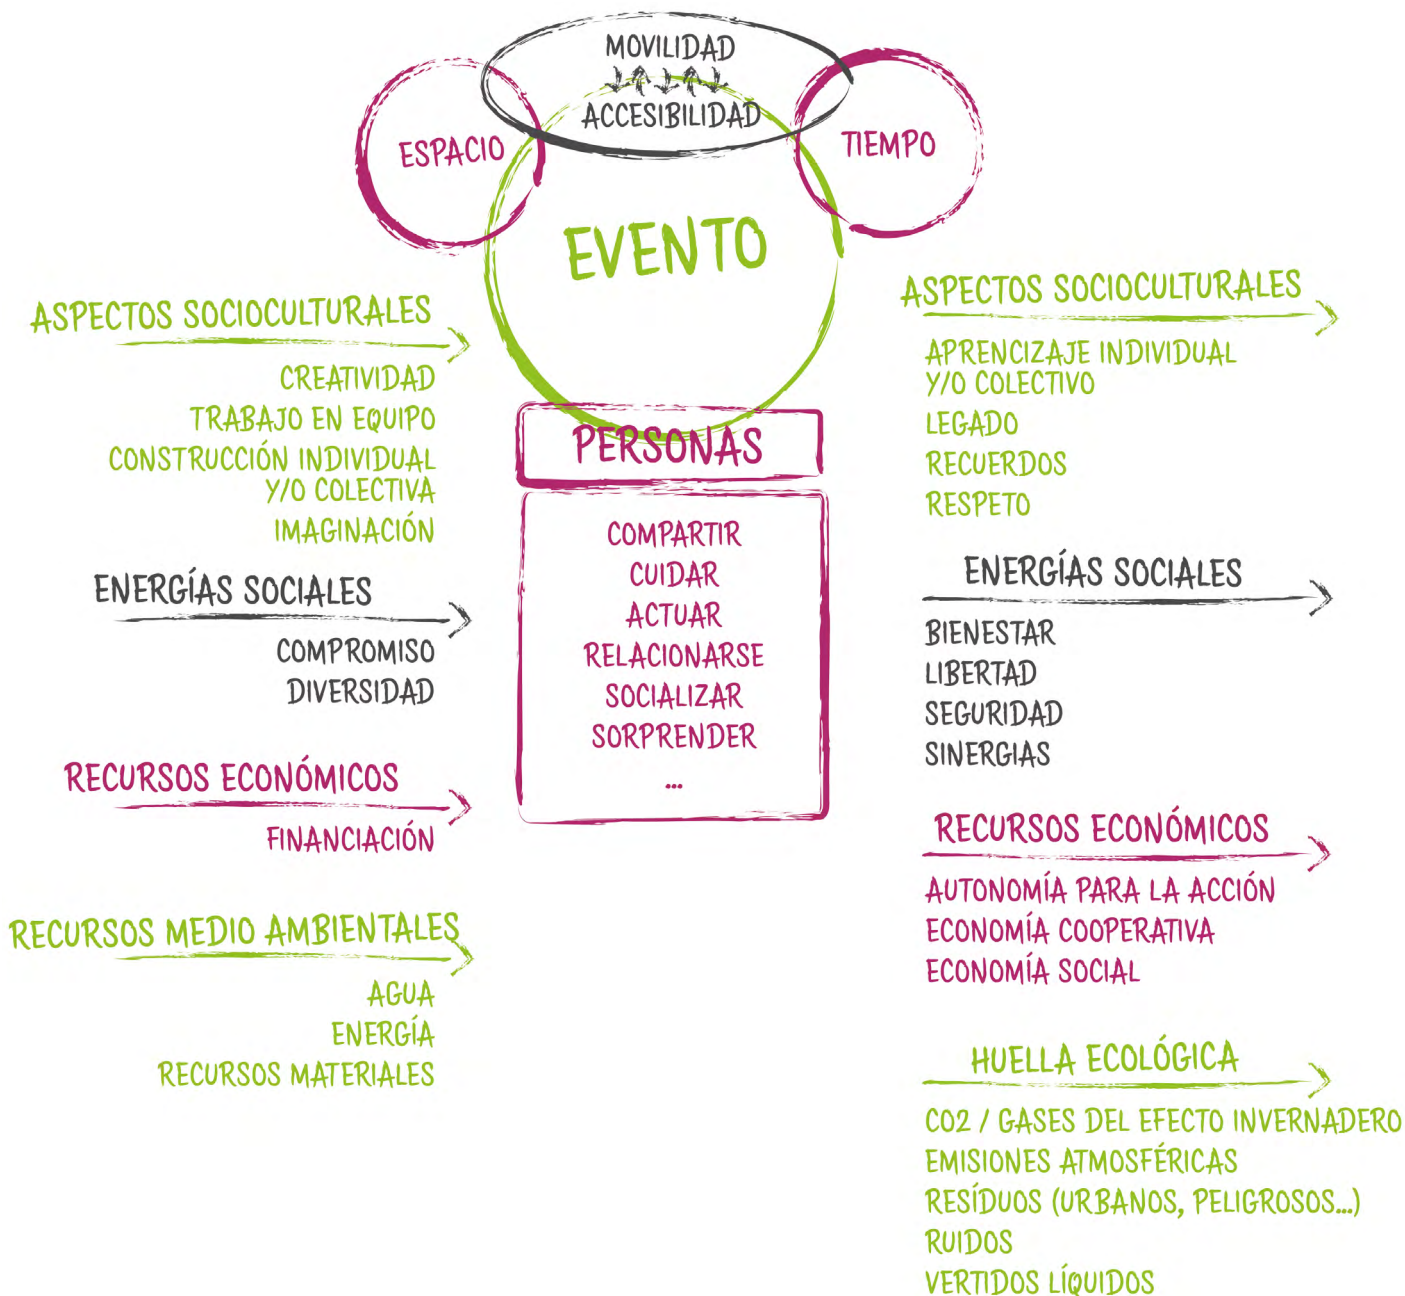 MOVILIDAD
ACCESIBILIDAD
ESPACIO
TIEMPO
EVENTO
ASPECTOS SOCIOCULTURALES
CREATIVIDAD
TRABAJO EN EQUIPO
CONSTRUCCIÓN INDIVIDUAL
Y/O COLECTIVA
IMAGINACIÓN
ENERGÍAS SOCIALES
COMPROMISO
DIVERSIDAD
RECURSOS ECONÓMICOS
FINANCIACIÓN
RECURSOS MEDIO AMBIENTALES
AGUA
ENERGÍA
RECURSOS MATERIALES
PERSONAS
COMPARTIR
CUIDAR
ACTUAR
RELACIONARSE
SOCIALIZAR
SORPRENDER
...
ASPECTOS SOCIOCULTURALES
APRENCIZAJE INDIVIDUAL
Y/O COLECTIVO
LEGADO
RECUERDOS
RESPETO
ENERGÍAS SOCIALES
BIENESTAR
LIBERTAD
SEGURIDAD
SINERGIAS
RECURSOS ECONÓMICOS
AUTONOMÍA PARA LA ACCIÓN
ECONOMÍA COOPERATIVA
ECONOMÍA SOCIAL
HUELLA ECOLÓGICA
CO2 / GASES DEL EFECTO INVERNADERO
EMISIONES ATMOSFÉRICAS
RESÍDUOS (URBANOS, PELIGROSOS...)
RUIDOS
VERTIDOS LÍQUIDOS